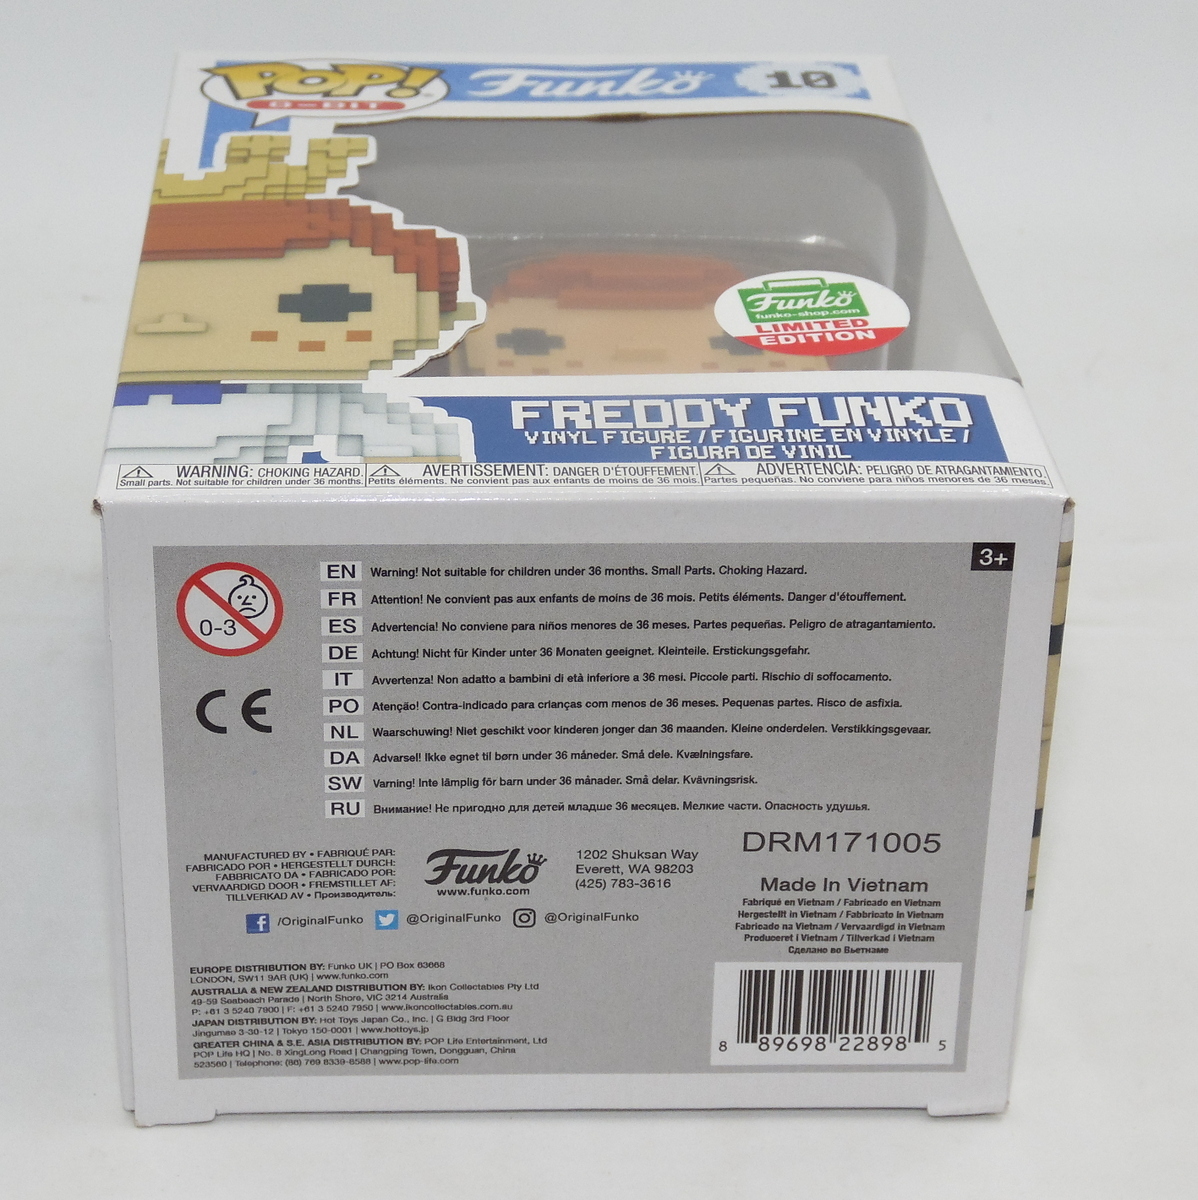 POP!
8-BIT
Funko
10
Funko
funko-shop.com
LIMITED
EDITION
FREDDY FUNKO
VINYL FIGURE / FIGURINE EN VINYLE /
FIGURA DE VINIL
WARNING: CHOKING HAZARD.
Small parts. Not suitable for children under 36 months.
AVERTISSEMENT: DANGER D'ÉTOUFFEMENT.
Petits éléments. Ne convient pas aux enfants de moins de 36 mois.
ADVERTENCIA: PELIGRO DE ATRAGANTAMIENTO.
Partes pequeñas. No conviene para niños menores de 36 meses
3+
0-3
CE
EN Warning! Not suitable for children under 36 months. Small Parts. Choking Hazard.
FR Attention! Ne convient pas aux enfants de moins de 36 mois. Petits éléments. Danger d'étouffement.
ES Advertencia! No conviene para niños menores de 36 meses. Partes pequeñas. Peligro de atragantamiento.
DE Achtung! Nicht für Kinder unter 36 Monaten geeignet. Kleinteile. Erstickungsgefahr.
IT Avvertenza! Non adatto a bambini di età inferiore a 36 mesi. Piccole parti. Rischio di soffocamento.
PO Atenção! Contra-indicado para crianças com menos de 36 meses. Pequenas partes. Risco de asfixia.
NL Waarschuwing! Niet geschikt voor kinderen jonger dan 36 maanden. Kleine onderdelen. Verstikkingsgevaar.
DA Advarsel! Ikke egnet til børn under 36 måneder. Små dele. Kvælningsfare.
SW Varning! Inte lämplig för barn under 36 månader. Små delar. Kvävningsrisk.
RU Внимание! Не пригодно для детей младше 36 месяцев. Мелкие части. Опасность удушья.
MANUFACTURED BY • FABRIQUÉ PAR:
FABRICADO POR • HERGESTELLT DURCH:
FABBRICATO DA • FABRICADO POR:
VERVAARDIGD DOOR • FREMSTILLET AF:
TILLVERKAD AV • Производитель:
Funko
www.funko.com
1202 Shuksan Way
Everett, WA 98203
(425) 783-3616
/OriginalFunko
@OriginalFunko
@OriginalFunko
DRM171005
Made In Vietnam
Fabriqué en Vietnam / Fabricado en Vietnam
Hergestellt in Vietnam / Fabbricato in Vietnam
Fabricado na Vietnam / Vervaardigd in Vietnam
Produceret i Vietnam / Tillverkad i Vietnam
Сделано во Вьетнаме
EUROPE DISTRIBUTION BY: Funko UK | PO Box 63668
LONDON, SW11 9AR (UK) | www.funko.com
AUSTRALIA & NEW ZEALAND DISTRIBUTION BY: Ikon Collectables Pty Ltd
49-59 Seabeach Parade | North Shore, VIC 3214 Australia
P: +61 3 5240 7900 | F: +61 3 5240 7950 | www.ikoncollectables.com.au
JAPAN DISTRIBUTION BY: Hot Toys Japan Co., Inc. | G Bldg 3rd Floor
Jingumae 3-30-12 | Tokyo 150-0001 | www.hottoys.jp
GREATER CHINA & S.E. ASIA DISTRIBUTION BY: POP Life Entertainment, Ltd
POP Life HQ | No. 8 XingLong Road | Changping Town, Dongguan, China
523560 | Telephone: (86) 769 8339-6588 | www.pop-life.com
8 89698 22898 5